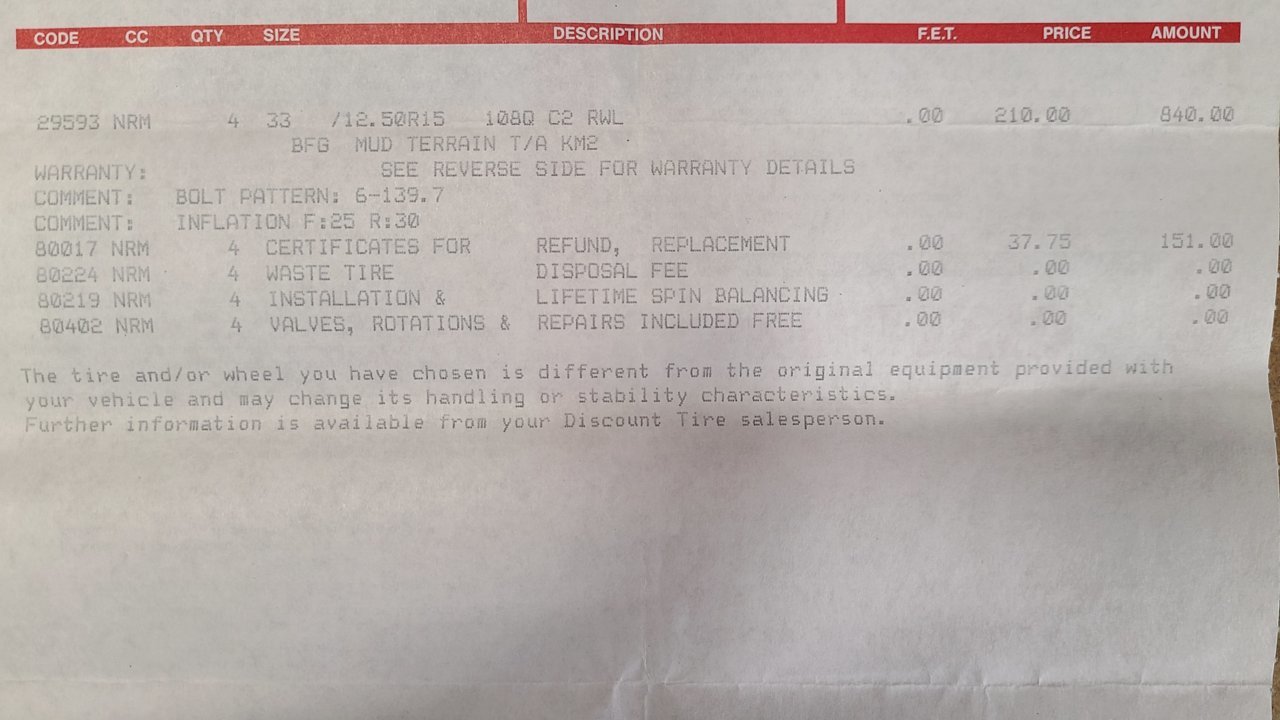 CODE CC QTY SIZE DESCRIPTION F.E.T. PRICE AMOUNT
29593 NRM 4 33 /12.50R15 108Q C2 RWL .00 210.00 840.00
BFG MUD TERRAIN T/A KM2
WARRANTY: SEE REVERSE SIDE FOR WARRANTY DETAILS
COMMENT: BOLT PATTERN: 6-139.7
COMMENT: INFLATION F:25 R:30
80017 NRM 4 CERTIFICATES FOR REFUND, REPLACEMENT .00 37.75 151.00
80224 NRM 4 WASTE TIRE DISPOSAL FEE .00 .00 .00
80219 NRM 4 INSTALLATION & LIFETIME SPIN BALANCING .00 .00 .00
80402 NRM 4 VALVES, ROTATIONS & REPAIRS INCLUDED FREE .00 .00 .00
The tire and/or wheel you have chosen is different from the original equipment provided with
your vehicle and may change its handling or stability characteristics.
Further information is available from your Discount Tire salesperson.